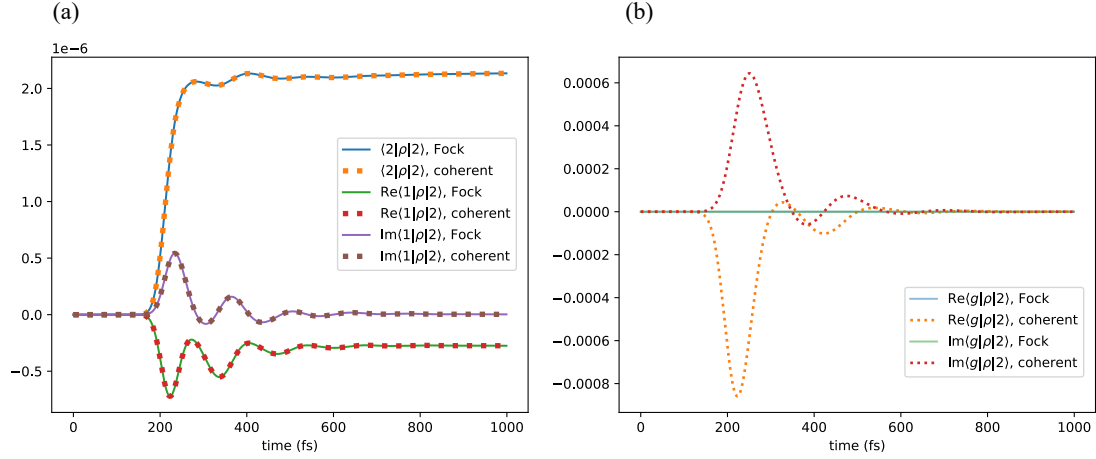 (a)
(b)
1e−6
2.0
1.5
1.0
0.5
0.0
−0.5
0
200
400
600
800
1000
time (fs)
⟨2|ρ|2⟩, Fock
⟨2|ρ|2⟩, coherent
Re⟨1|ρ|2⟩, Fock
Re⟨1|ρ|2⟩, coherent
Im⟨1|ρ|2⟩, Fock
Im⟨1|ρ|2⟩, coherent
0.0006
0.0004
0.0002
0.0000
−0.0002
−0.0004
−0.0006
−0.0008
0
200
400
600
800
1000
time (fs)
Re⟨g|ρ|2⟩, Fock
Re⟨g|ρ|2⟩, coherent
Im⟨g|ρ|2⟩, Fock
Im⟨g|ρ|2⟩, coherent